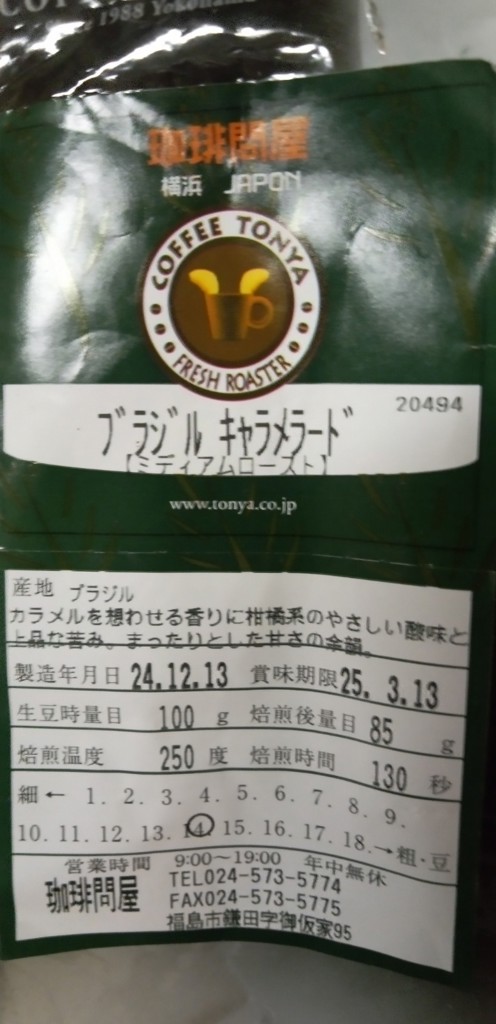 1988 Yokohama
珈琲問屋
横浜 JAPON
COFFEE TONYA
FRESH ROASTER
20494
ブラジル キャラメラード
【ミディアムロースト】
www.tonya.co.jp
産地 ブラジル
カラメルを想わせる香りに柑橘系のやさしい酸味と
上品な苦み。まったりとした甘さの余韻。
製造年月日 24.12.13 賞味期限 25. 3.13
生豆時量目 100 g 焙煎後量目 85 g
焙煎温度 250 度 焙煎時間 130 秒
細← 1. 2. 3. 4. 5. 6. 7. 8. 9.
10. 11. 12. 13. 14. 15. 16. 17. 18.→粗・豆
営業時間 9:00～19:00 年中無休
珈琲問屋 TEL024-573-5774
FAX024-573-5775
福島市鎌田字御仮家95